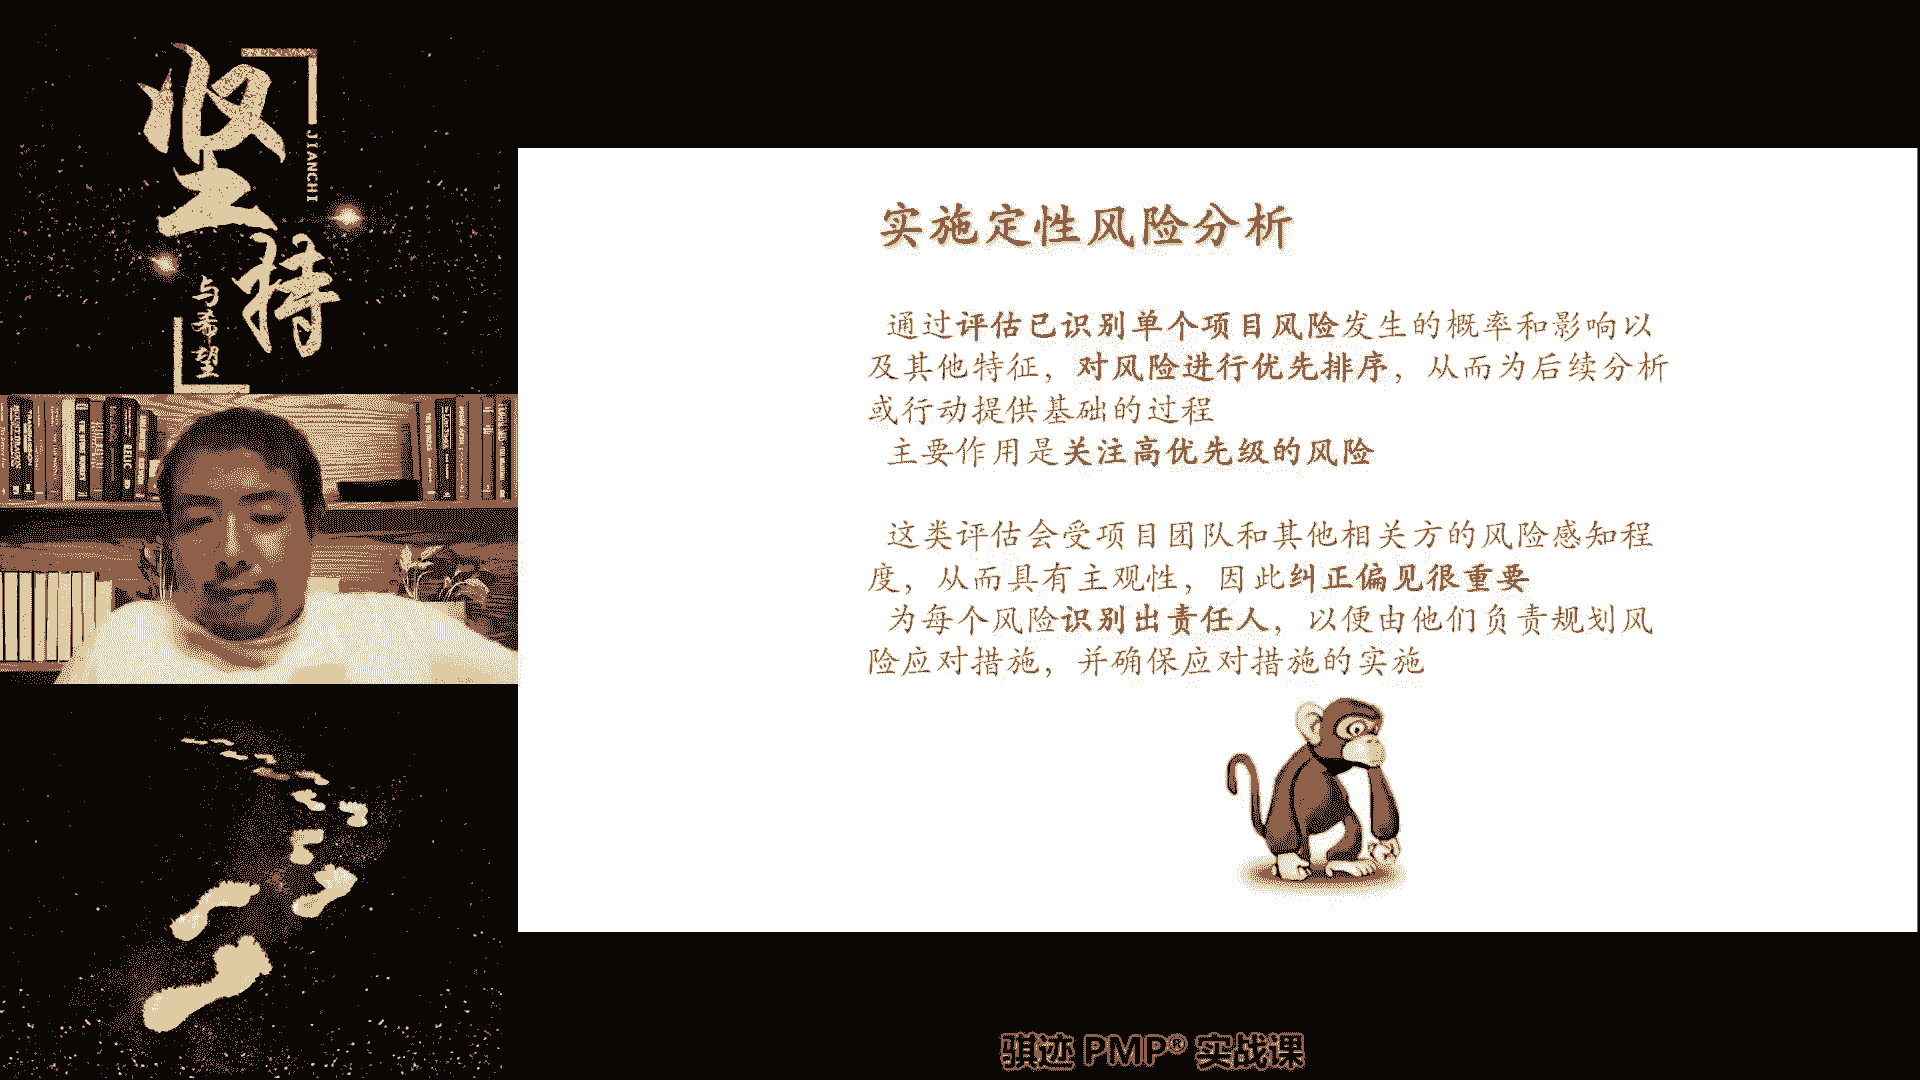 坚持
JIANCHI
与希望
实施定性风险分析
通过评估已识别单个项目风险发生的概率和影响以
及其他特征，对风险进行优先排序，从而为后续分析
或行动提供基础的过程
主要作用是关注高优先级的风险
这类评估会受项目团队和其他相关方的风险感知程
度，从而具有主观性，因此纠正偏见很重要
为每个风险识别出责任人，以便由他们负责规划风
险应对措施，并确保应对措施的实施
骐迹 PMP® 实战课